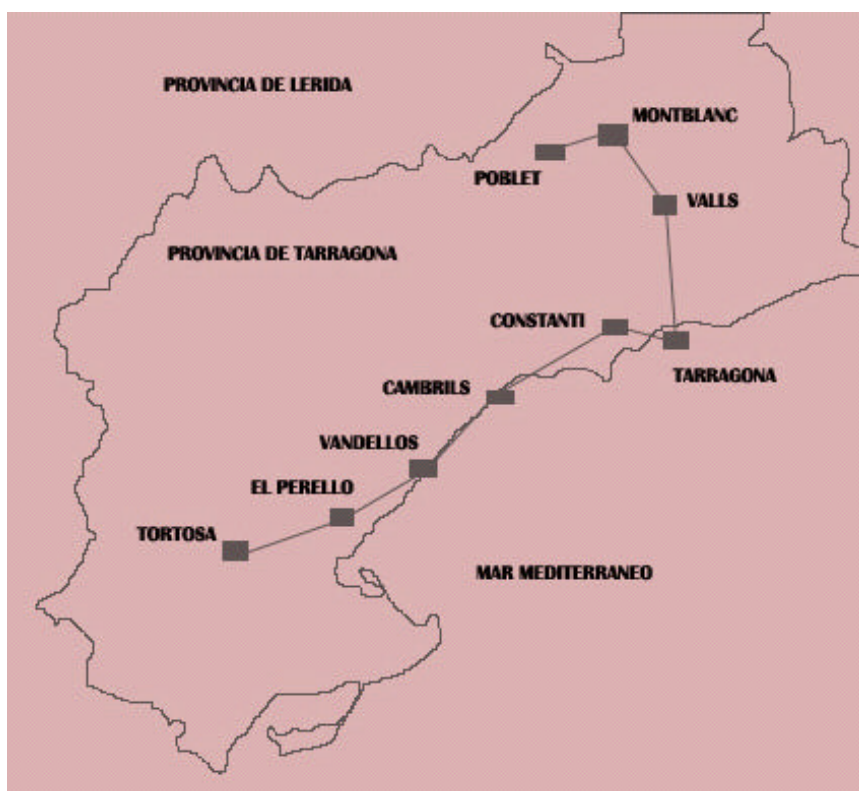 PROVINCIA DE LERIDA
MONTBLANC
POBLET
VALLS
PROVINCIA DE TARRAGONA
CONSTANTI
TARRAGONA
CAMBRILS
VANDELLOS
EL PERELLO
TORTOSA
MAR MEDITERRANEO